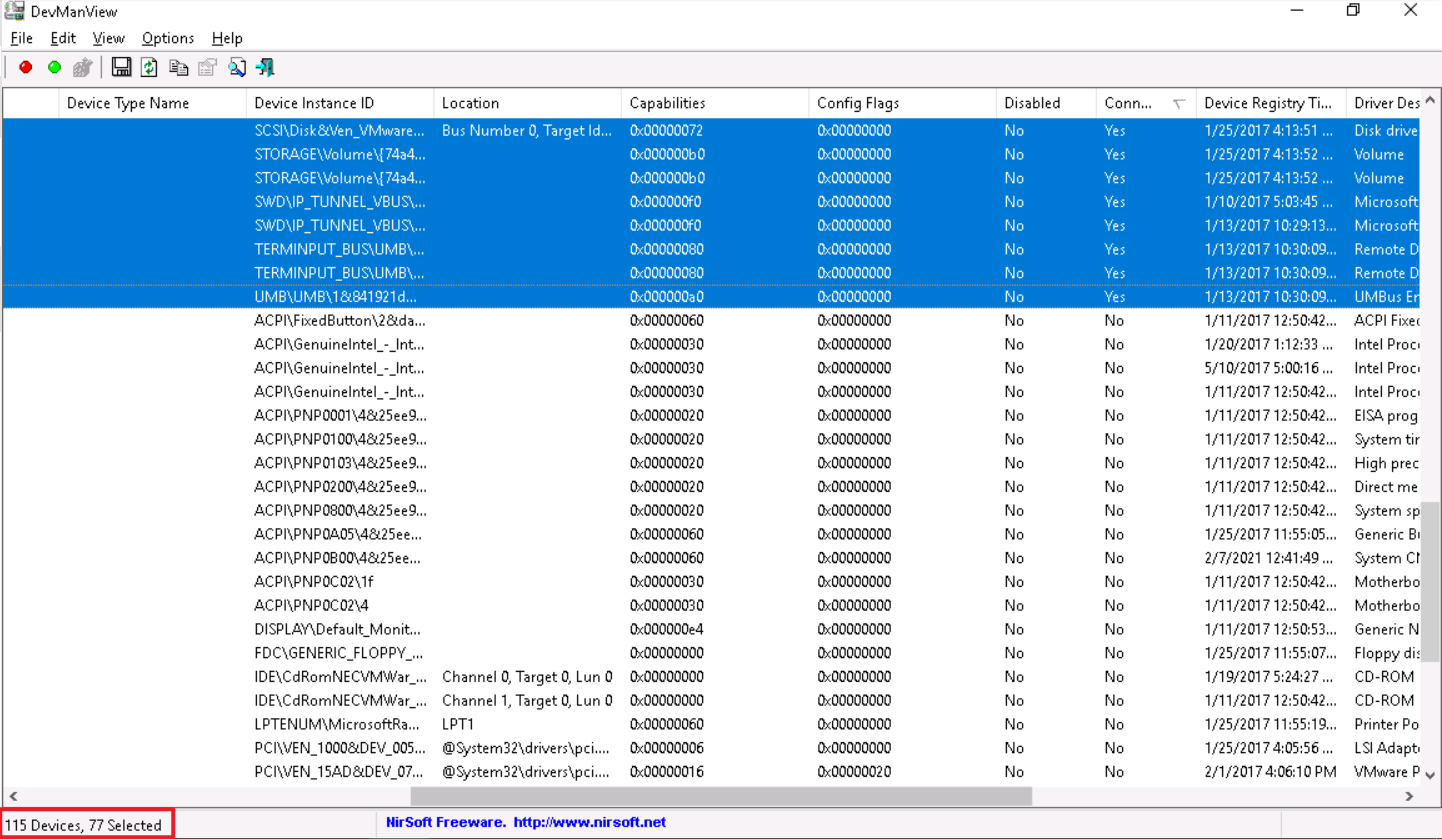 DevManView
File Edit View Options Help
Device Type Name Device Instance ID Location Capabilities Config Flags Disabled Conn... Device Registry Ti... Driver Des
SCSI\Disk&Ven_VMware... Bus Number 0, Target Id... 0x00000072 0x00000000 No Yes 1/25/2017 4:13:51 ... Disk drive
STORAGE\Volume\{74a4... 0x000000b0 0x00000000 No Yes 1/25/2017 4:13:52 ... Volume
STORAGE\Volume\{74a4... 0x000000b0 0x00000000 No Yes 1/25/2017 4:13:52 ... Volume
SWD\IP_TUNNEL_VBUS\... 0x000000f0 0x00000000 No Yes 1/10/2017 5:03:45 ... Microsoft
SWD\IP_TUNNEL_VBUS\... 0x000000f0 0x00000000 No Yes 1/13/2017 10:29:13... Microsoft
TERMINPUT_BUS\UMB\... 0x00000080 0x00000000 No Yes 1/13/2017 10:30:09... Remote D
TERMINPUT_BUS\UMB\... 0x00000080 0x00000000 No Yes 1/13/2017 10:30:09... Remote D
UMB\UMB\1&841921d... 0x000000a0 0x00000000 No Yes 1/13/2017 10:30:09... UMBus Er
ACPI\FixedButton\2&da... 0x00000060 0x00000000 No No 1/11/2017 12:50:42... ACPI Fixed
ACPI\GenuineIntel_-_Int... 0x00000030 0x00000000 No No 1/20/2017 1:12:33 ... Intel Proc
ACPI\GenuineIntel_-_Int... 0x00000030 0x00000000 No No 5/10/2017 5:00:16 ... Intel Proc
ACPI\GenuineIntel_-_Int... 0x00000030 0x00000000 No No 1/11/2017 12:50:42... Intel Proc
ACPI\PNP0001\4&25ee9... 0x00000020 0x00000000 No No 1/11/2017 12:50:42... EISA prog
ACPI\PNP0100\4&25ee9... 0x00000020 0x00000000 No No 1/11/2017 12:50:42... System tir
ACPI\PNP0103\4&25ee9... 0x00000020 0x00000000 No No 1/11/2017 12:50:42... High prec
ACPI\PNP0200\4&25ee9... 0x00000020 0x00000000 No No 1/11/2017 12:50:42... Direct me
ACPI\PNP0800\4&25ee9... 0x00000020 0x00000000 No No 1/11/2017 12:50:42... System sp
ACPI\PNP0A05\4&25ee... 0x00000060 0x00000000 No No 1/25/2017 11:55:05... Generic B
ACPI\PNP0B00\4&25ee... 0x00000060 0x00000000 No No 2/7/2021 12:41:49 ... System CM
ACPI\PNP0C02\1f 0x00000030 0x00000000 No No 1/11/2017 12:50:42... Motherbo
ACPI\PNP0C02\4 0x00000030 0x00000000 No No 1/11/2017 12:50:42... Motherbo
DISPLAY\Default_Monit... 0x000000e4 0x00000000 No No 1/11/2017 12:50:53... Generic N
FDC\GENERIC_FLOPPY_... 0x00000000 0x00000000 No No 1/25/2017 11:55:07... Floppy dis
IDE\CdRomNECVMWar_... Channel 0, Target 0, Lun 0 0x00000000 0x00000000 No No 1/19/2017 5:24:27 ... CD-ROM
IDE\CdRomNECVMWar_... Channel 1, Target 0, Lun 0 0x00000000 0x00000000 No No 1/11/2017 12:50:42... CD-ROM
LPTENUM\MicrosoftRa... LPT1 0x00000060 0x00000000 No No 1/25/2017 11:55:19... Printer Po
PCI\VEN_1000&DEV_005... @System32\drivers\pci.... 0x00000006 0x00000000 No No 1/25/2017 4:05:56 ... LSI Adapt
PCI\VEN_15AD&DEV_07... @System32\drivers\pci.... 0x00000016 0x00000020 No No 2/1/2017 4:06:10 PM VMware P
115 Devices, 77 Selected NirSoft Freeware. http://www.nirsoft.net